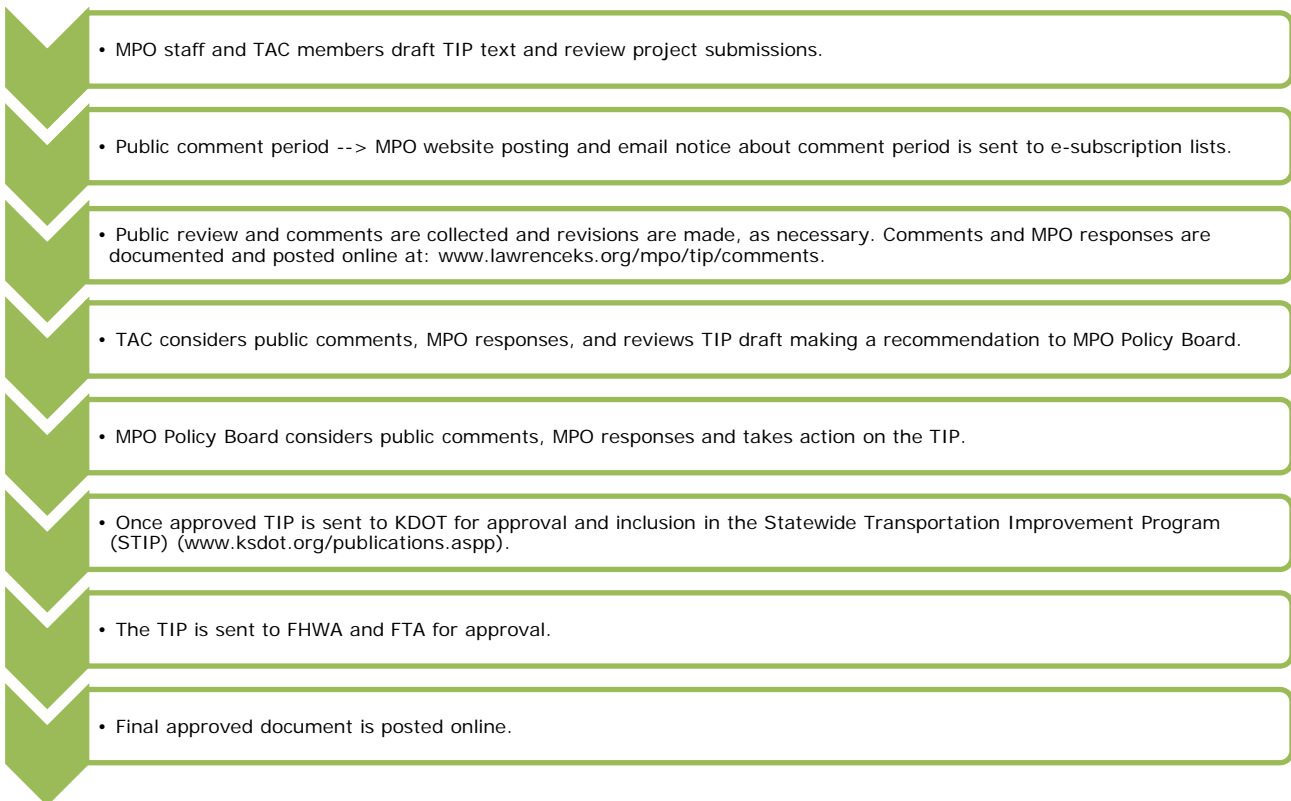 • MPO staff and TAC members draft TIP text and review project submissions.
• Public comment period --> MPO website posting and email notice about comment period is sent to e-subscription lists.
• Public review and comments are collected and revisions are made, as necessary. Comments and MPO responses are
documented and posted online at: www.lawrenceks.org/mpo/tip/comments.
• TAC considers public comments, MPO responses, and reviews TIP draft making a recommendation to MPO Policy Board.
• MPO Policy Board considers public comments, MPO responses and takes action on the TIP.
• Once approved TIP is sent to KDOT for approval and inclusion in the Statewide Transportation Improvement Program
(STIP) (www.ksdot.org/publications.aspp).
• The TIP is sent to FHWA and FTA for approval.
• Final approved document is posted online.